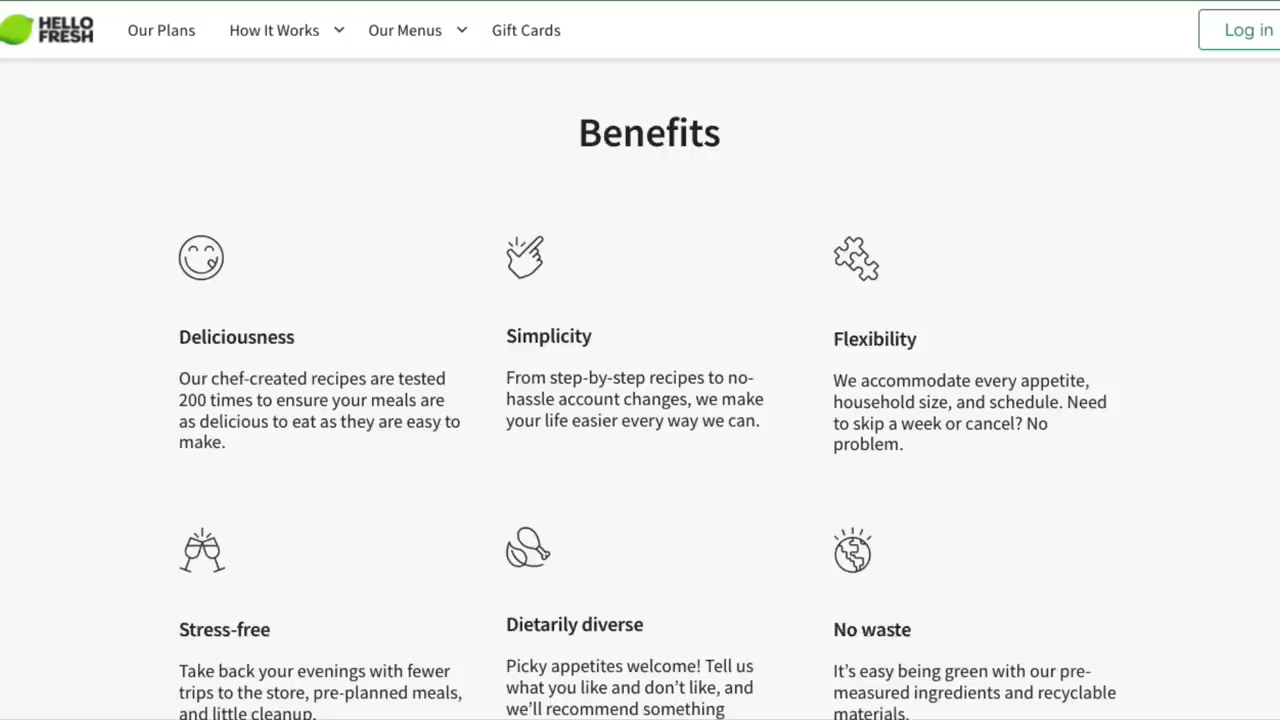 HELLO
FRESH
Our Plans
How It Works
Our Menus
Gift Cards
Log in
Benefits
Deliciousness
Our chef-created recipes are tested
200 times to ensure your meals are
as delicious to eat as they are easy to
make.
Simplicity
From step-by-step recipes to no-
hassle account changes, we make
your life easier every way we can.
Flexibility
We accommodate every appetite,
household size, and schedule. Need
to skip a week or cancel? No
problem.
Stress-free
Take back your evenings with fewer
trips to the store, pre-planned meals,
and little cleanup.
Dietarily diverse
Picky appetites welcome! Tell us
what you like and don’t like, and
we’ll recommend something
No waste
It’s easy being green with our pre-
measured ingredients and recyclable
materials.